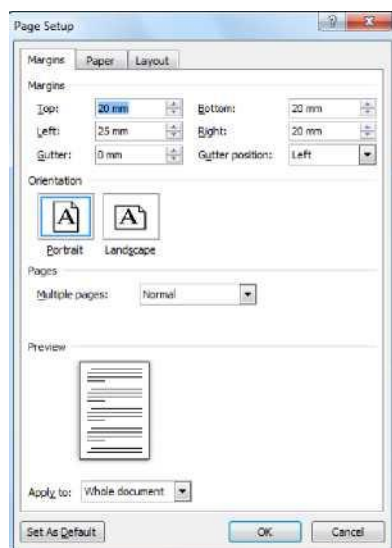 Page Setup
Margins Paper Layout
Margins
Top: 20 mm Bottom: 20 mm
Left: 25 mm Right: 20 mm
Gutter: 0 mm Gutter position: Left
Orientation
A A
Portrait Landscape
Pages
Multiple pages: Normal
Preview
Apply to: Whole document
Set As Default OK Cancel